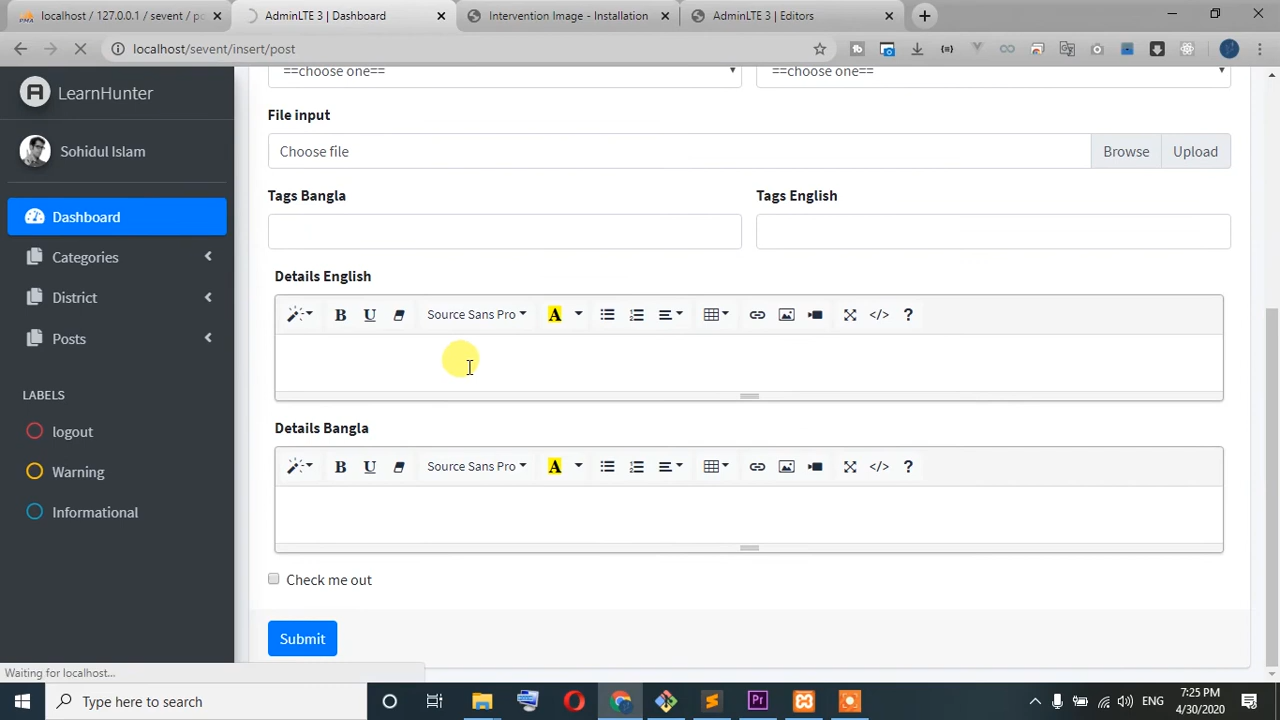 localhost / 127.0.0.1 / sevent / po
AdminLTE 3 | Dashboard
Intervention Image - Installation
AdminLTE 3 | Editors
localhost/sevent/insert/post
LearnHunter
Sohidul Islam
Dashboard
Categories
District
Posts
LABELS
logout
Warning
Informational
==choose one==
==choose one==
File input
Choose file
Browse
Upload
Tags Bangla
Tags English
Details English
B U Source Sans Pro A </> ?
Details Bangla
B U Source Sans Pro A </> ?
Check me out
Submit
Waiting for localhost...
Type here to search
ENG
7:25 PM
4/30/2020